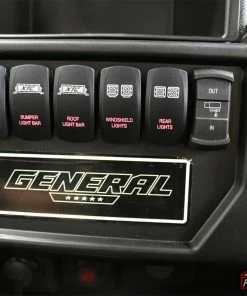 BUMPER
LIGHT BAR
ROOF
LIGHT BAR
WINDSHIELD
LIGHTS
REAR
LIGHTS
OUT
IN
GENERAL